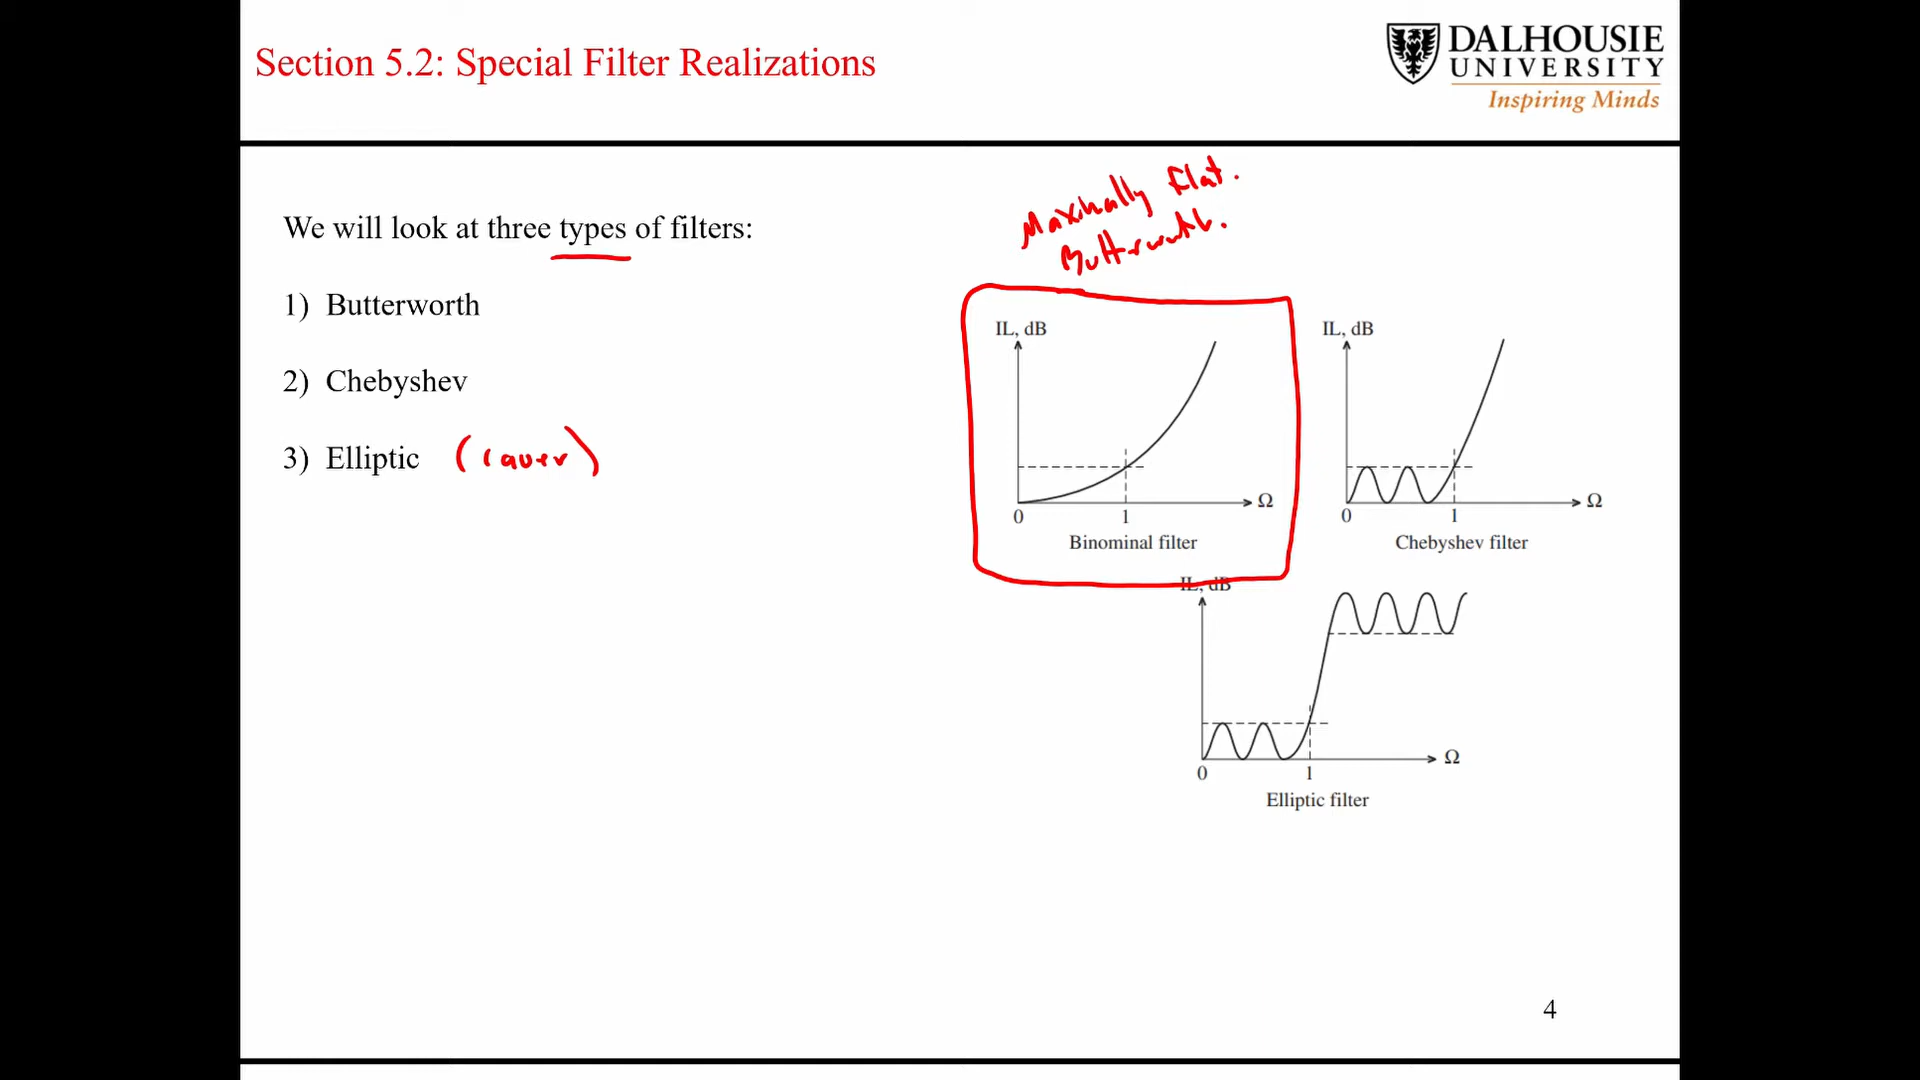 Section 5.2: Special Filter Realizations
DALHOUSIE
UNIVERSITY
Inspiring Minds
We will look at three types of filters:
1) Butterworth
2) Chebyshev
3) Elliptic (Cauer)
Maximally flat.
Butterworth.
IL, dB
0
1
Ω
Binominal filter
IL, dB
0
1
Ω
Chebyshev filter
IL, dB
0
1
Ω
Elliptic filter
4